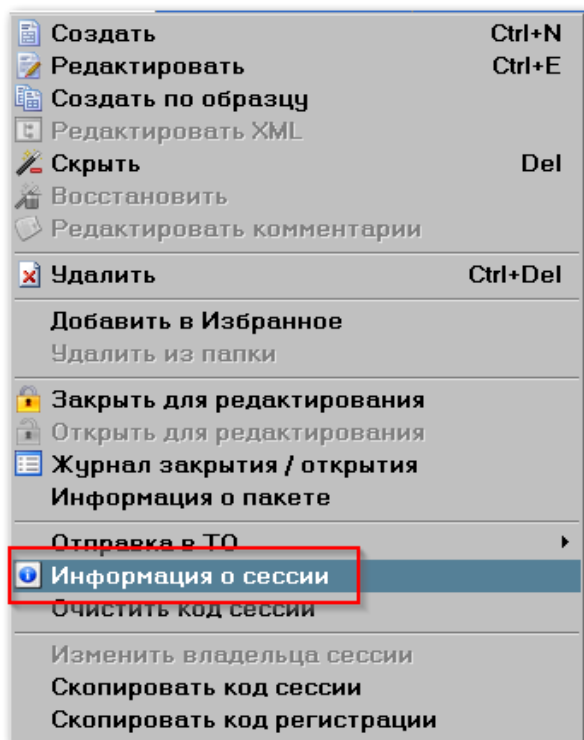 Создать Ctrl+N
Редактировать Ctrl+E
Создать по образцу
Редактировать XML
Скрыть Del
Восстановить
Редактировать комментарии
Удалить Ctrl+Del
Добавить в Избранное
Удалить из папки
Закрыть для редактирования
Открыть для редактирования
Журнал закрытия / открытия
Информация о пакете
Отправка в ТО
Информация о сессии
Очистить код сессии
Изменить владельца сессии
Скопировать код сессии
Скопировать код регистрации